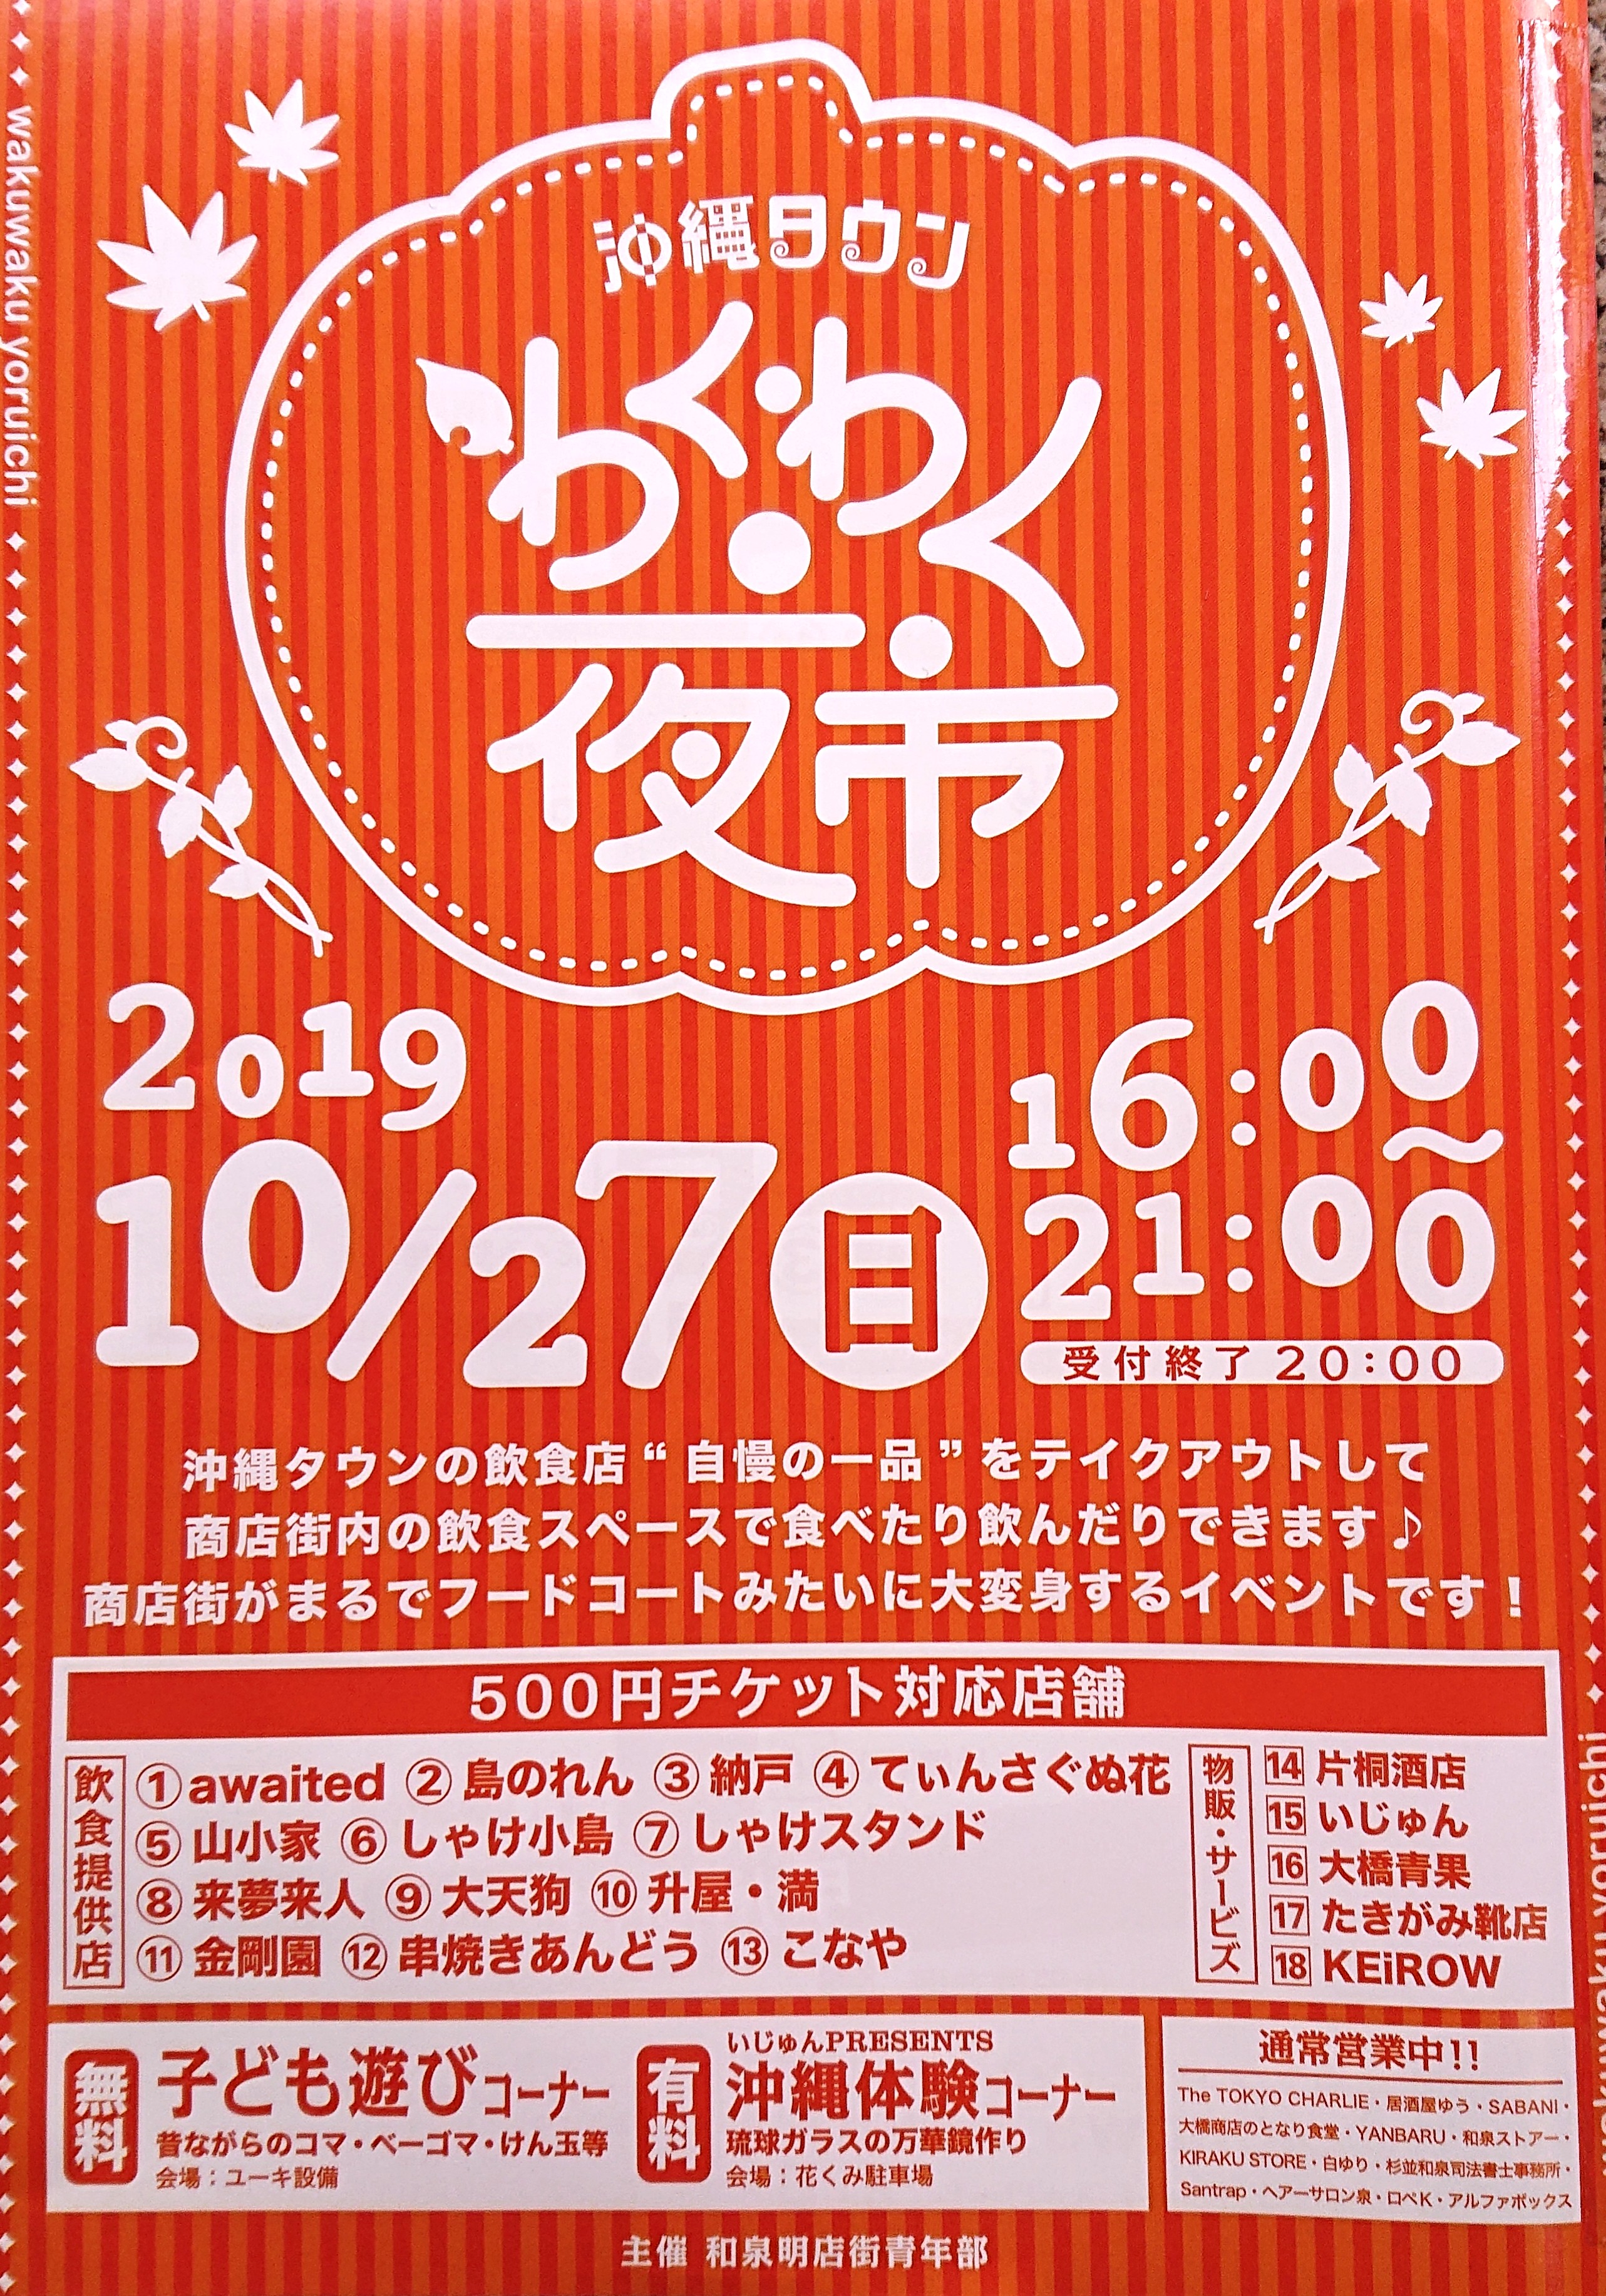 沖縄タウン
わくわく
夜市
wakuwaku yoruichi
2019
10/27日
16:00
~
21:00
受付終了 20:00
沖縄タウンの飲食店“自慢の一品”をテイクアウトして
商店街内の飲食スペースで食べたり飲んだりできます♪
商店街がまるでフードコートみたいに大変身するイベントです！
500円チケット対応店舗
飲食提供店
①awaited ②島のれん ③納戸 ④てぃんさぐぬ花
⑤山小家 ⑥しゃけ小島 ⑦しゃけスタンド
⑧来夢来人 ⑨大天狗 ⑩升屋・満
⑪金剛園 ⑫串焼きあんどう ⑬こなや
物販・サービズ
14 片桐酒店
15 いじゅん
16 大橋青果
17 たきがみ靴店
18 KEiROW
無料
子ども遊びコーナー
昔ながらのコマ・ベーゴマ・けん玉等
会場：ユーキ設備
有料
いじゅんPRESENTS
沖縄体験コーナー
琉球ガラスの万華鏡作り
会場：花くみ駐車場
通常営業中!!
The TOKYO CHARLIE・居酒屋ゆう・SABANI・
大橋商店のとなり食堂・YANBARU・和泉ストアー・
KIRAKU STORE・白ゆり・杉並和泉司法書士事務所・
Santrap・ヘアーサロン泉・ロペK・アルファボックス
wakuwaku yoruichi
主催 和泉明店街青年部